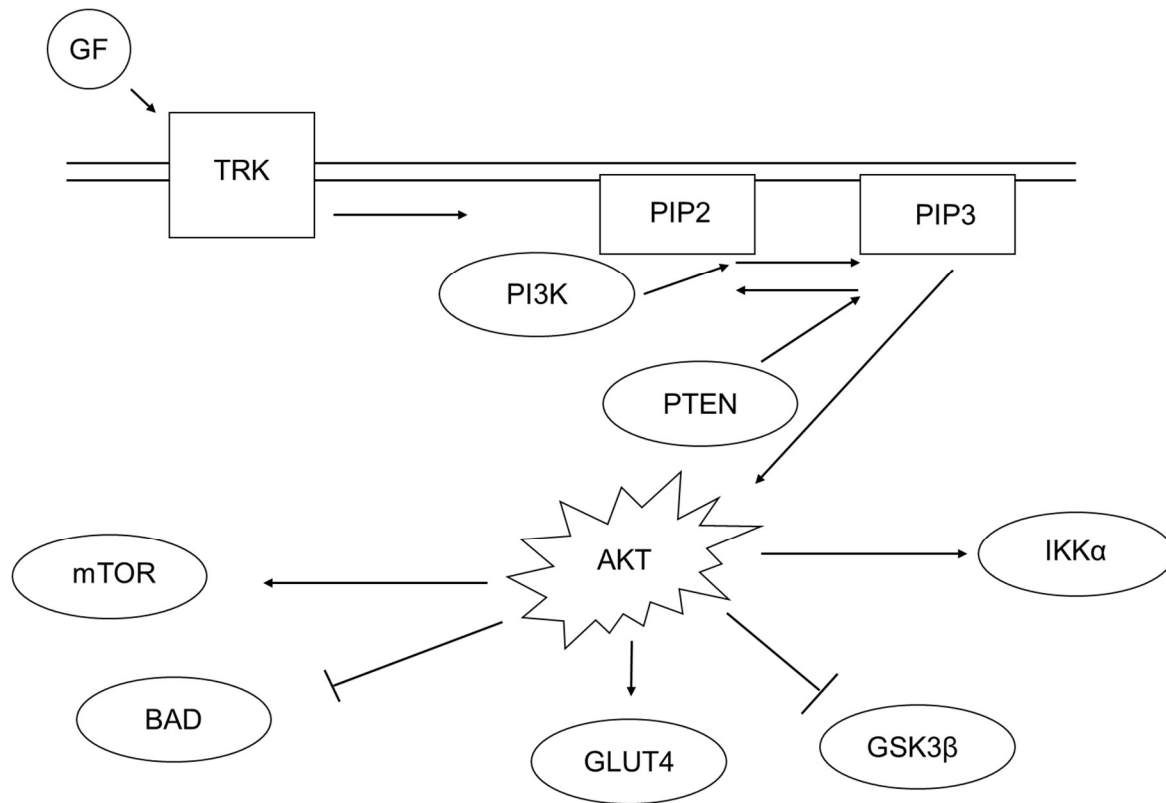 GF
TRK
PIP2
PIP3
PI3K
PTEN
AKT
IKKα
mTOR
BAD
GLUT4
GSK3β